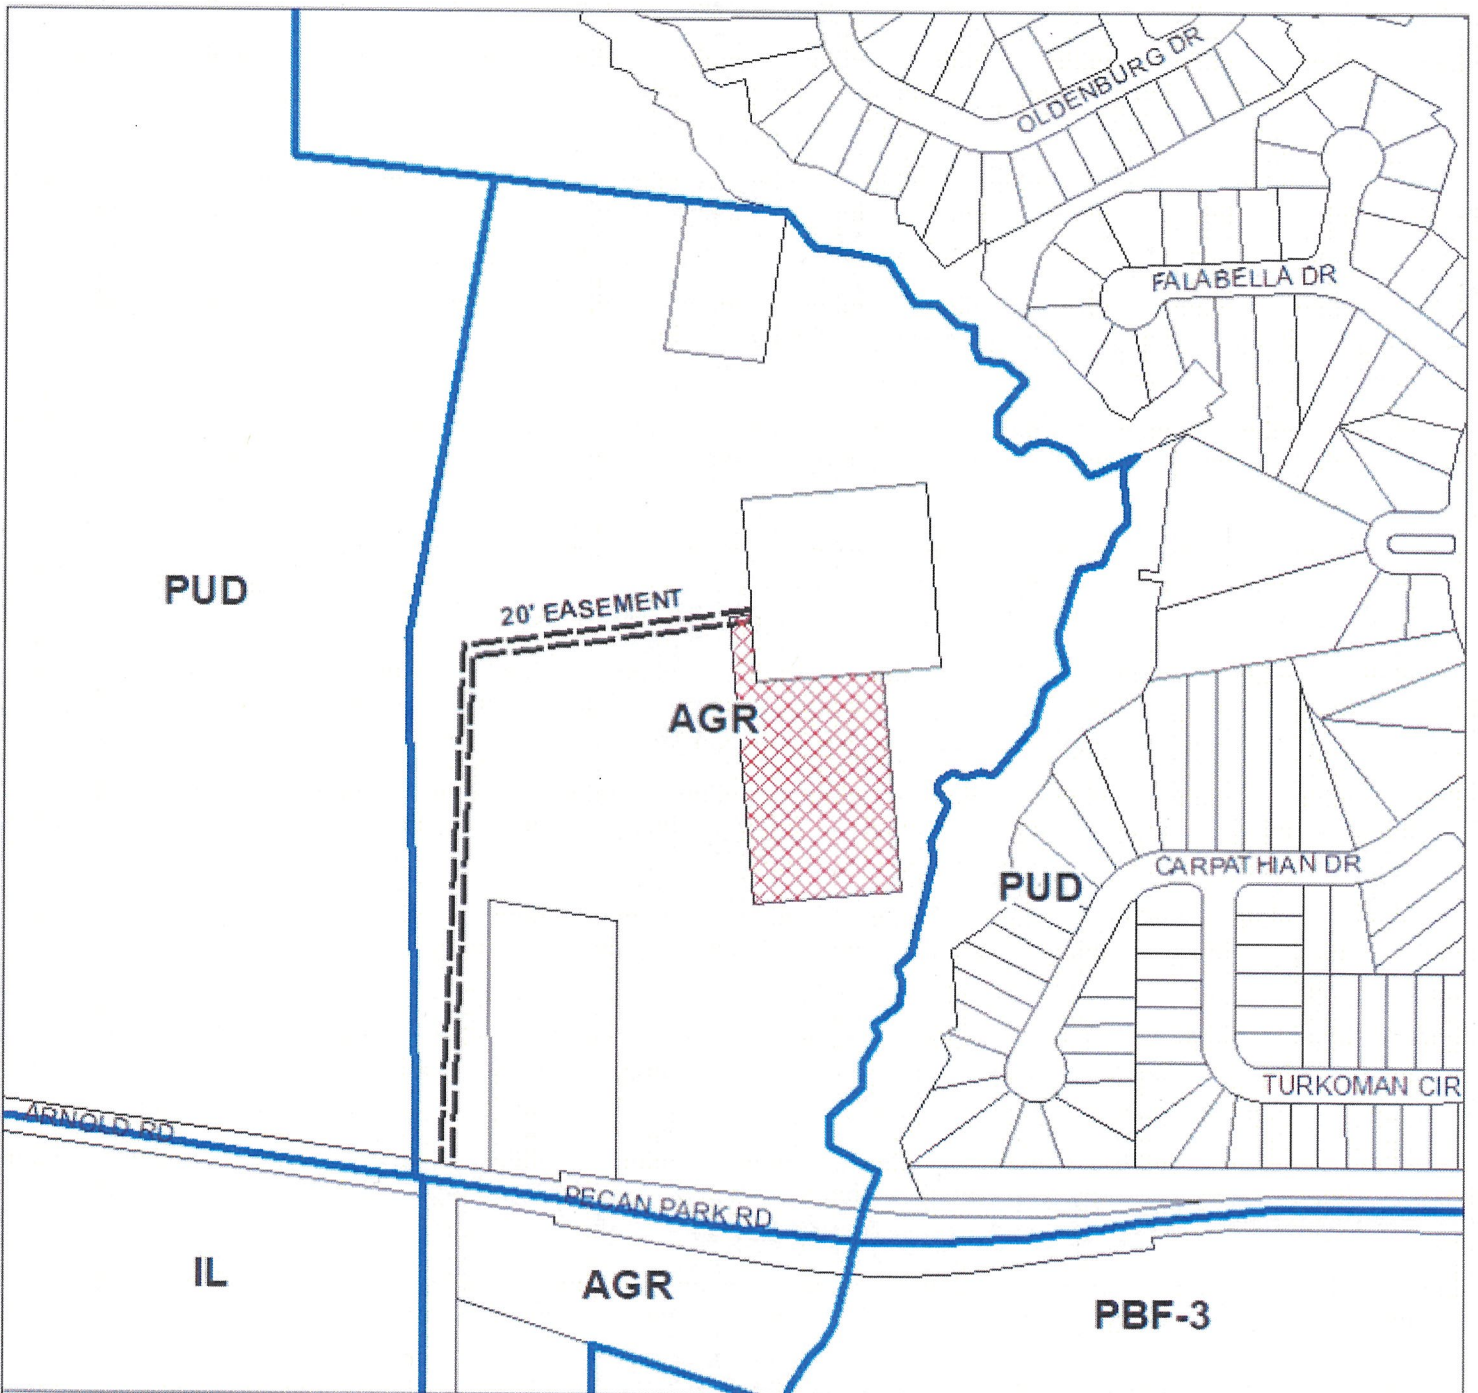 OLDENBURG DR
FALABELLA DR
PUD
20' EASEMENT
AGR
CARPATHIAN DR
PUD
TURKOMAN CIR
ARNOLD RD
PECAN PARK RD
IL
AGR
PBF-3